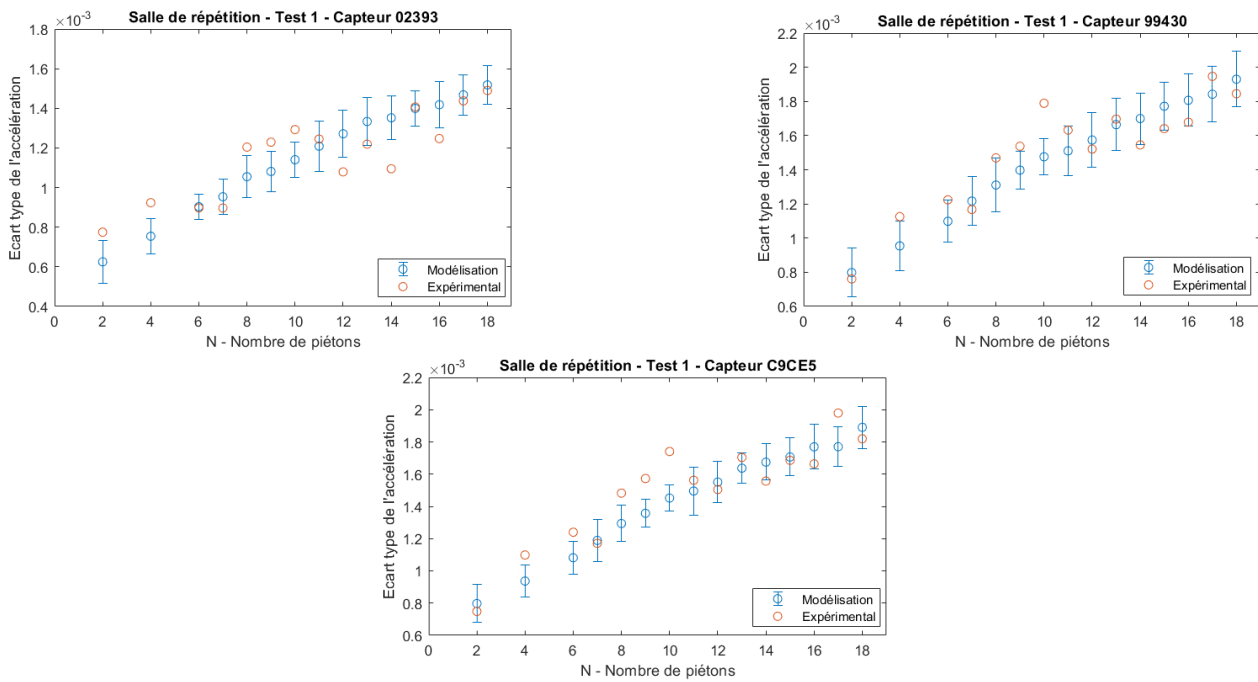 Salle de répétition - Test 1 - Capteur 02393
×10⁻³
1.8
1.6
1.4
1.2
1
0.8
0.6
0.4
0 2 4 6 8 10 12 14 16 18
Ecart type de l'accélération
N - Nombre de piétons
Modélisation
Expérimental
Salle de répétition - Test 1 - Capteur 99430
×10⁻³
2.2
2
1.8
1.6
1.4
1.2
1
0.8
0.6
0 2 4 6 8 10 12 14 16 18
Ecart type de l'accélération
N - Nombre de piétons
Modélisation
Expérimental
Salle de répétition - Test 1 - Capteur C9CE5
×10⁻³
2.2
2
1.8
1.6
1.4
1.2
1
0.8
0.6
0 2 4 6 8 10 12 14 16 18
Ecart type de l'accélération
N - Nombre de piétons
Modélisation
Expérimental